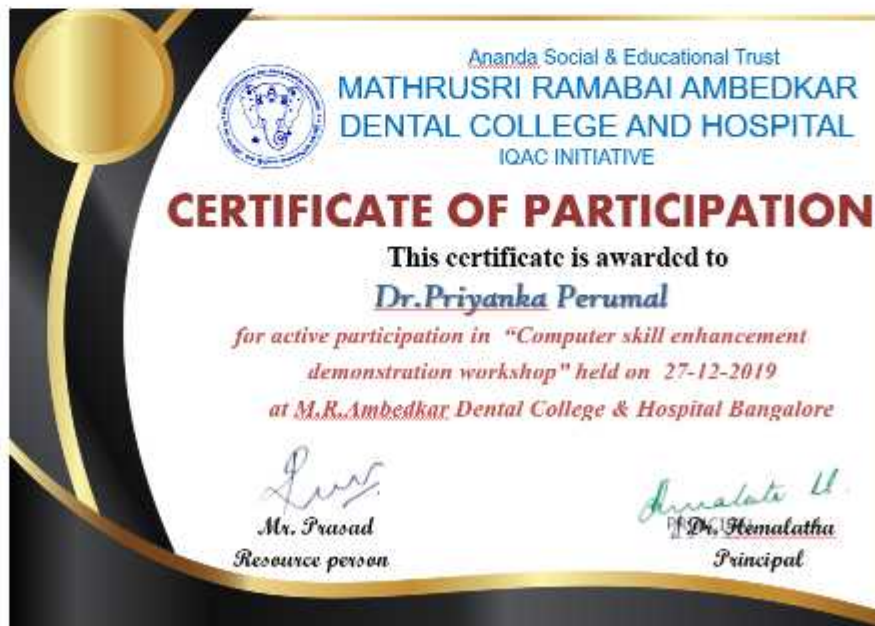 Ananda Social & Educational Trust
MATHRUSRI RAMABAI AMBEDKAR
DENTAL COLLEGE AND HOSPITAL
IQAC INITIATIVE
CERTIFICATE OF PARTICIPATION
This certificate is awarded to
Dr.Priyanka Perumal
for active participation in “Computer skill enhancement
demonstration workshop” held on 27-12-2019
at M.R.Ambedkar Dental College & Hospital Bangalore
Mr. Prasad
Resource person
Dr. Hemalatha
Principal